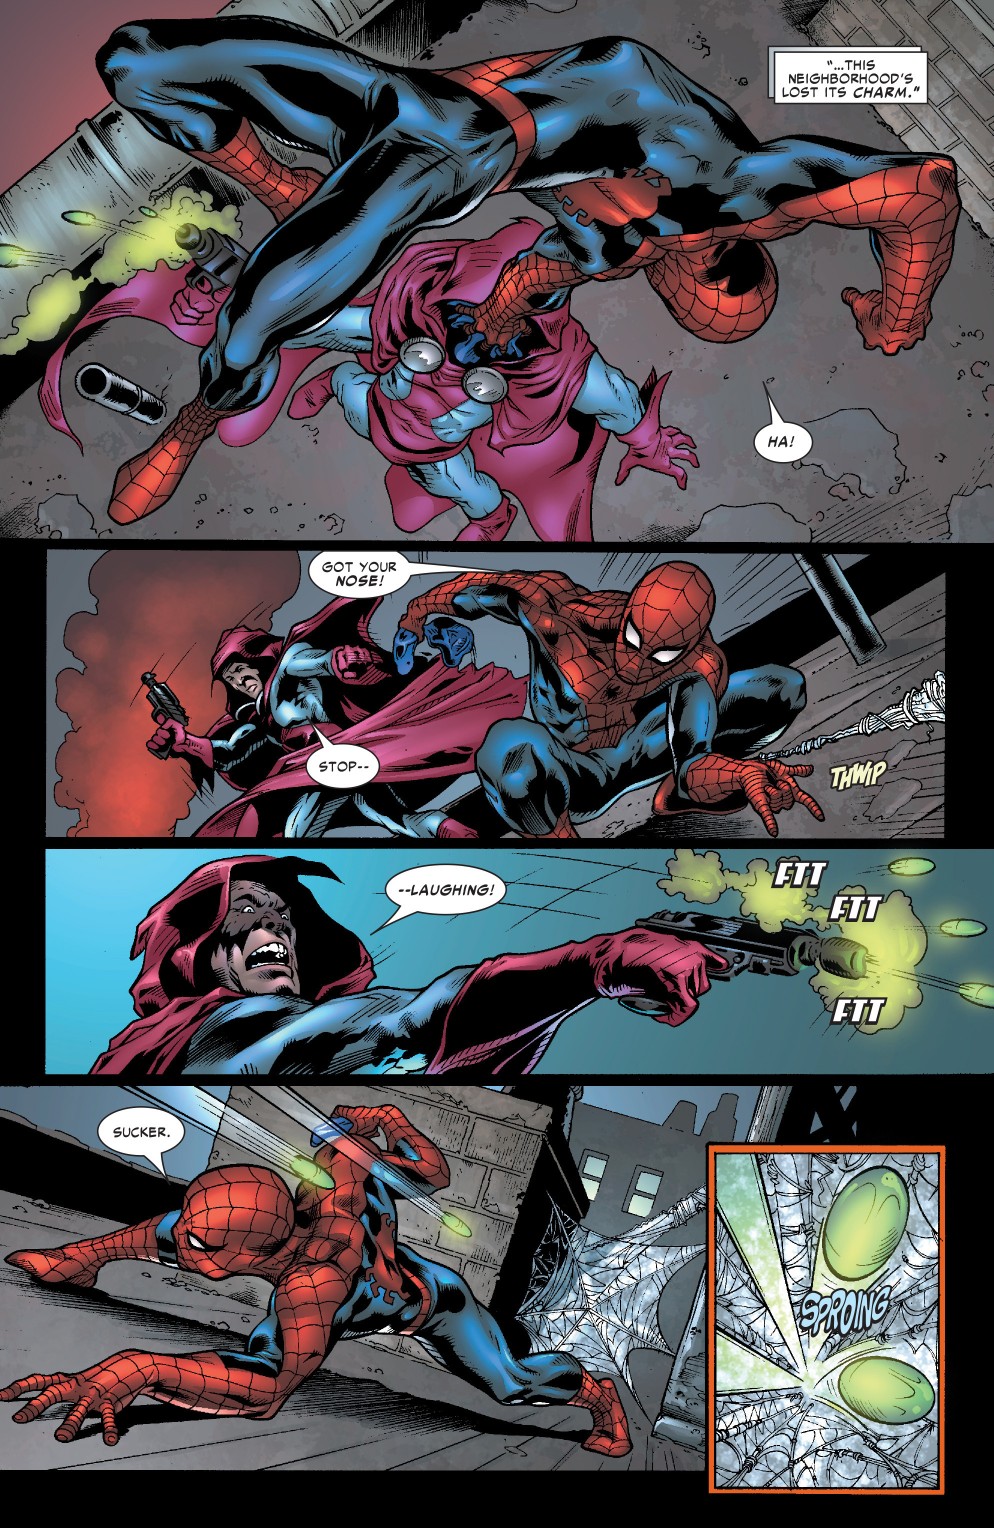 "...THIS
NEIGHBORHOOD'S
LOST ITS CHARM."
HA!
GOT YOUR
NOSE!
STOP--
THWIP
--LAUGHING!
FTT
FTT
FTT
SUCKER.
SPROING